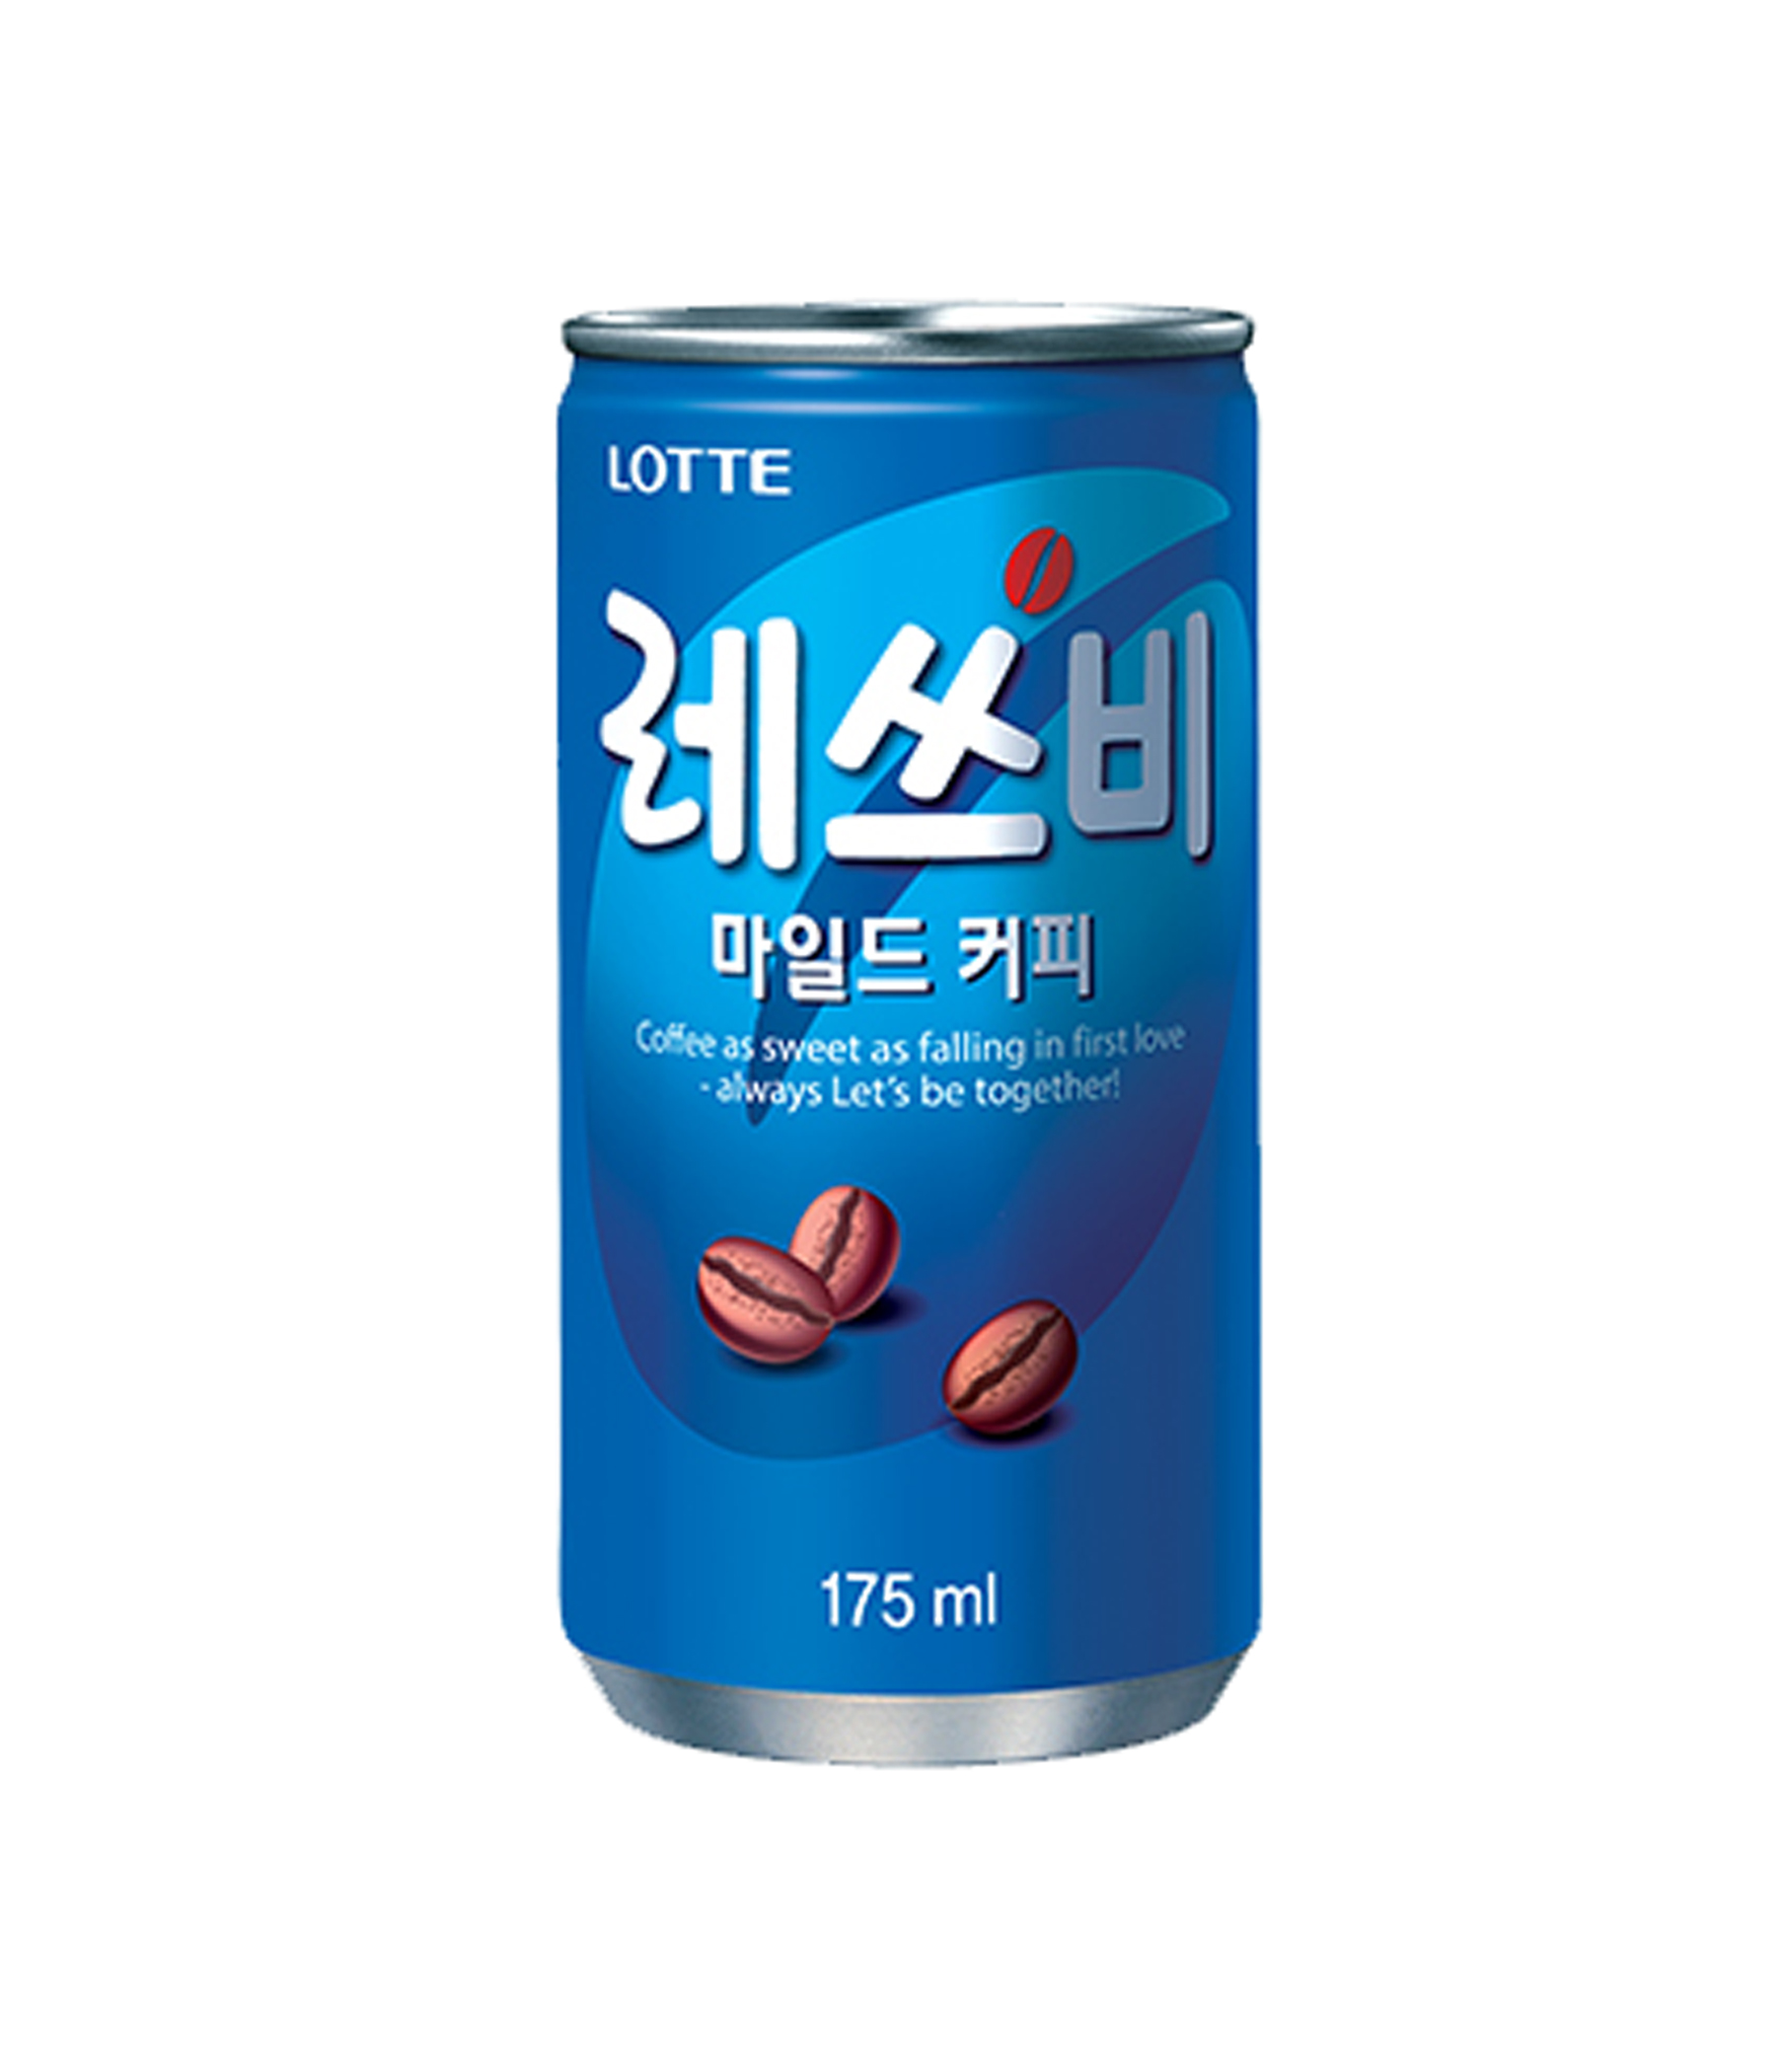 LOTTE
레쓰비
마일드 커피
Coffee as sweet as falling in first love
- always Let's be together!
175 ml